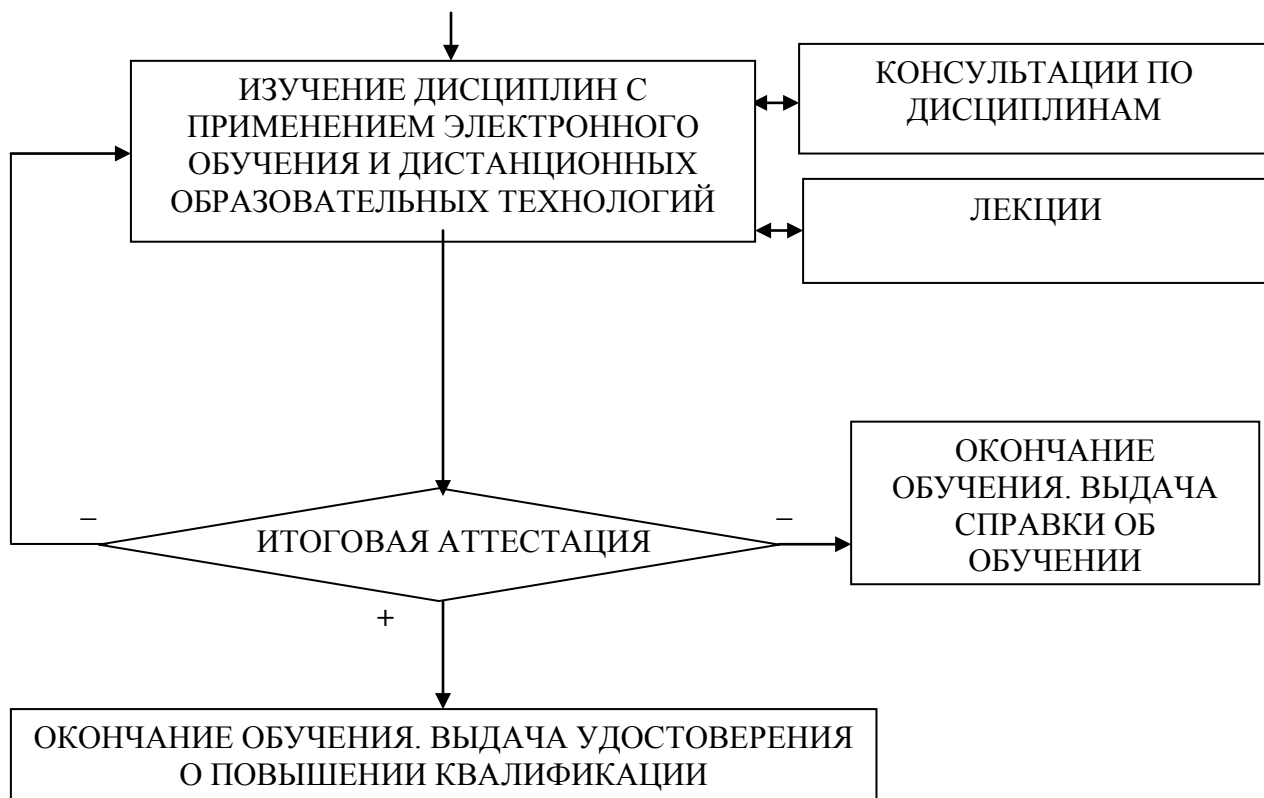 ИЗУЧЕНИЕ ДИСЦИПЛИН С
ПРИМЕНЕНИЕМ ЭЛЕКТРОННОГО
ОБУЧЕНИЯ И ДИСТАНЦИОННЫХ
ОБРАЗОВАТЕЛЬНЫХ ТЕХНОЛОГИЙ
КОНСУЛЬТАЦИИ ПО
ДИСЦИПЛИНАМ
ЛЕКЦИИ
–
ИТОГОВАЯ АТТЕСТАЦИЯ
–
ОКОНЧАНИЕ
ОБУЧЕНИЯ. ВЫДАЧА
СПРАВКИ ОБ
ОБУЧЕНИИ
+
ОКОНЧАНИЕ ОБУЧЕНИЯ. ВЫДАЧА УДОСТОВЕРЕНИЯ
О ПОВЫШЕНИИ КВАЛИФИКАЦИИ